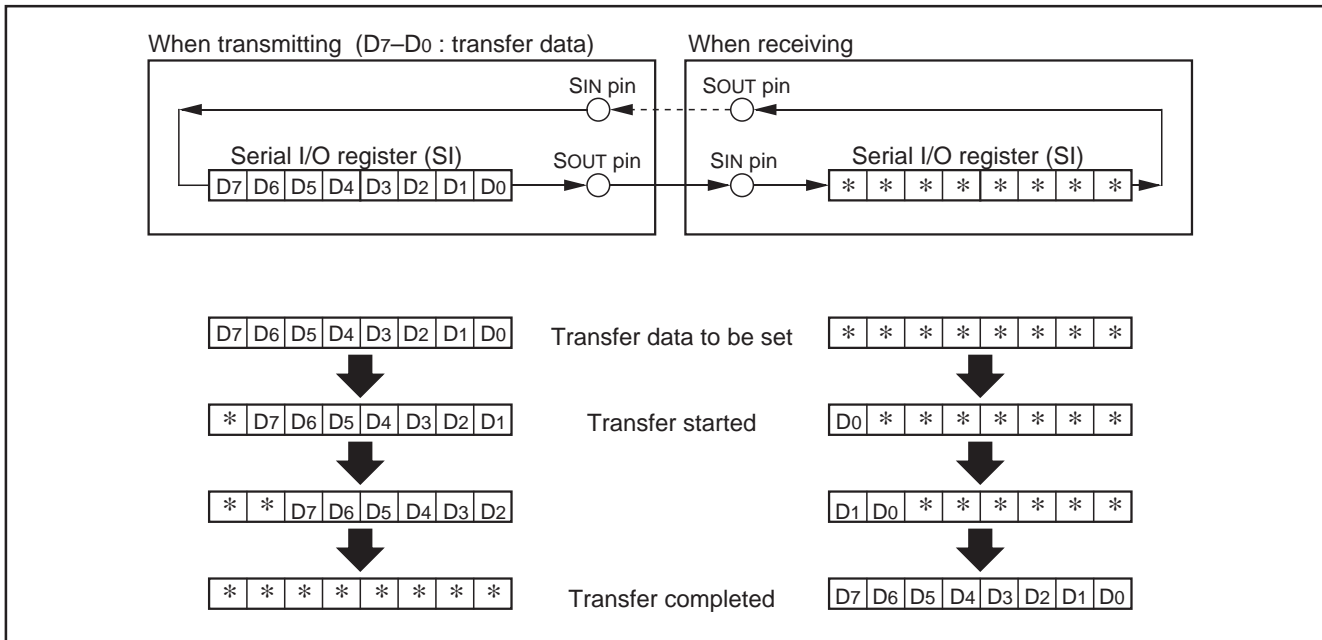 When transmitting (D7–D0 : transfer data)
When receiving
SIN pin
SOUT pin
Serial I/O register (SI)
SOUT pin
SIN pin
Serial I/O register (SI)
D7 D6 D5 D4 D3 D2 D1 D0
* * * * * * * *
D7 D6 D5 D4 D3 D2 D1 D0
Transfer data to be set
* * * * * * * *
* D7 D6 D5 D4 D3 D2 D1
Transfer started
D0 * * * * * * *
* * D7 D6 D5 D4 D3 D2
D1 D0 * * * * * *
* * * * * * * *
Transfer completed
D7 D6 D5 D4 D3 D2 D1 D0